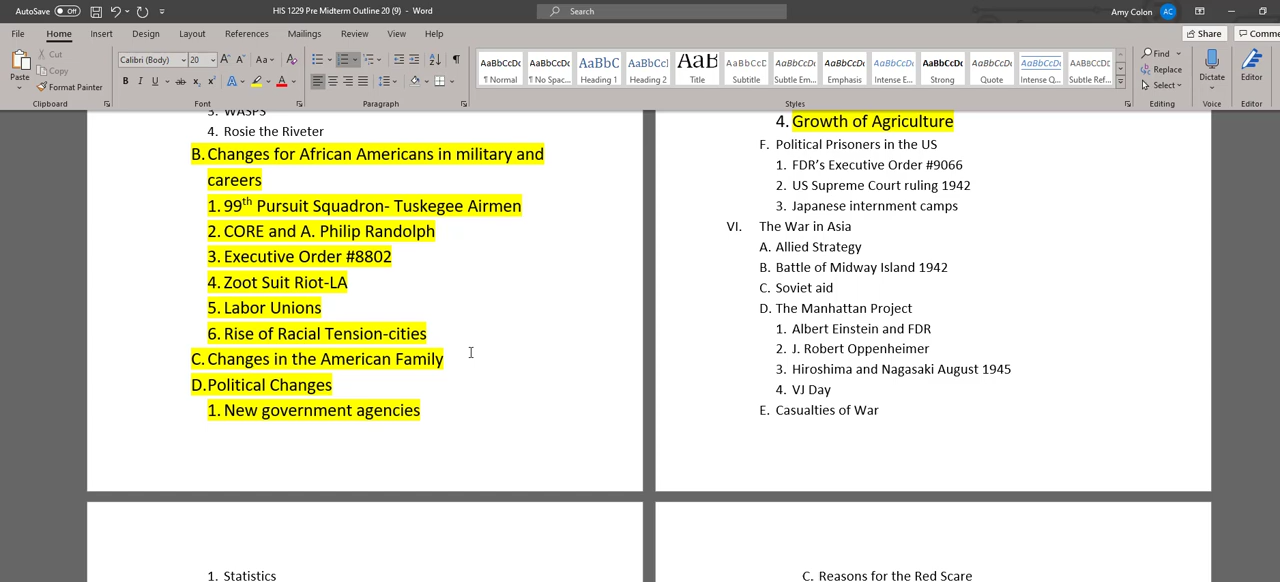 AutoSave Off
HIS 1229 Pre Midterm Outline 20 (9) - Word
Search
Amy Colon AC
File Home Insert Design Layout References Mailings Review View Help
Share
Comme
Paste
Cut
Copy
Format Painter
Clipboard
Calibri (Body) 20
Font
Paragraph
AaBbCcDc AaBbCcDc AaBbC AaBbCcl AaB AaBbCcC AaBbCcDt AaBbCcDt AaBbCcDt AaBbCcDc AaBbCcDt AaBbCcDt AaBbCcDc
¶ Normal ¶ No Spac... Heading 1 Heading 2 Title Subtitle Subtle Em... Emphasis Intense E... Strong Quote Intense Q... Subtle Ref...
Styles
Find
Replace
Select
Editing
Dictate
Voice
Editor
Editor
3. WASPS
4. Rosie the Riveter
B. Changes for African Americans in military and
careers
1. 99th Pursuit Squadron- Tuskegee Airmen
2. CORE and A. Philip Randolph
3. Executive Order #8802
4. Zoot Suit Riot-LA
5. Labor Unions
6. Rise of Racial Tension-cities
C. Changes in the American Family
D. Political Changes
1. New government agencies
4. Growth of Agriculture
F. Political Prisoners in the US
1. FDR's Executive Order #9066
2. US Supreme Court ruling 1942
3. Japanese internment camps
VI. The War in Asia
A. Allied Strategy
B. Battle of Midway Island 1942
C. Soviet aid
D. The Manhattan Project
1. Albert Einstein and FDR
2. J. Robert Oppenheimer
3. Hiroshima and Nagasaki August 1945
4. VJ Day
E. Casualties of War
1. Statistics
C. Reasons for the Red Scare